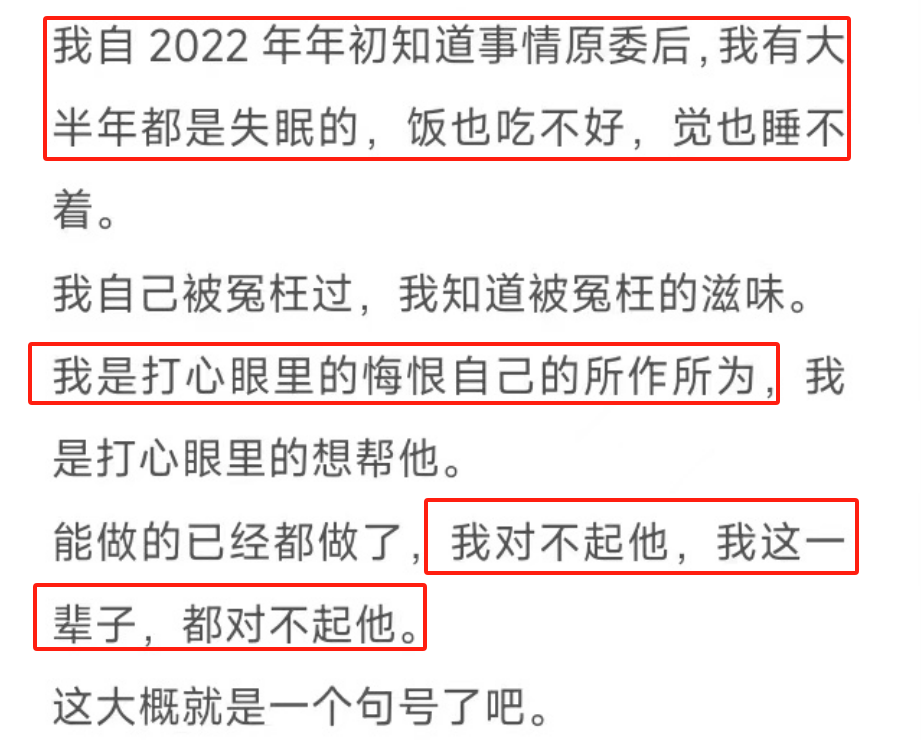 我自 2022 年年初知道事情原委后,我有大
半年都是失眠的，饭也吃不好，觉也睡不
着。
我自己被冤枉过，我知道被冤枉的滋味。
我是打心眼里的悔恨自己的所作所为，我
是打心眼里的想帮他。
能做的已经都做了，我对不起他，我这一
辈子，都对不起他。
这大概就是一个句号了吧。